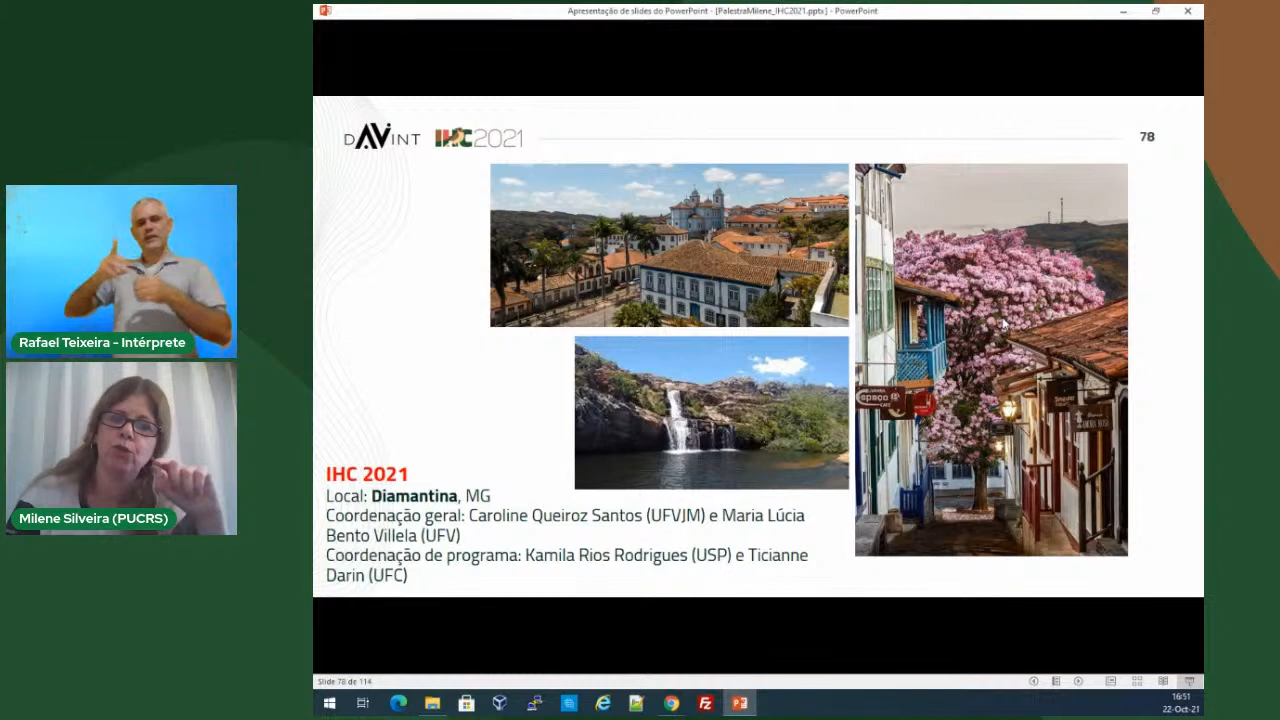 Apresentação de slides do PowerPoint - [PalestraMilene_IHC2021.pptx] - PowerPoint
DAVINT IHC2021
78
Rafael Teixeira - Intérprete
Milene Silveira (PUCRS)
espaço
CAFÉ
IHC 2021
Local: Diamantina, MG
Coordenação geral: Caroline Queiroz Santos (UFVJM) e Maria Lúcia
Bento Villela (UFV)
Coordenação de programa: Kamila Rios Rodrigues (USP) e Ticianne
Darin (UFC)
Slide 78 de 114
16:51
22-Oct-21